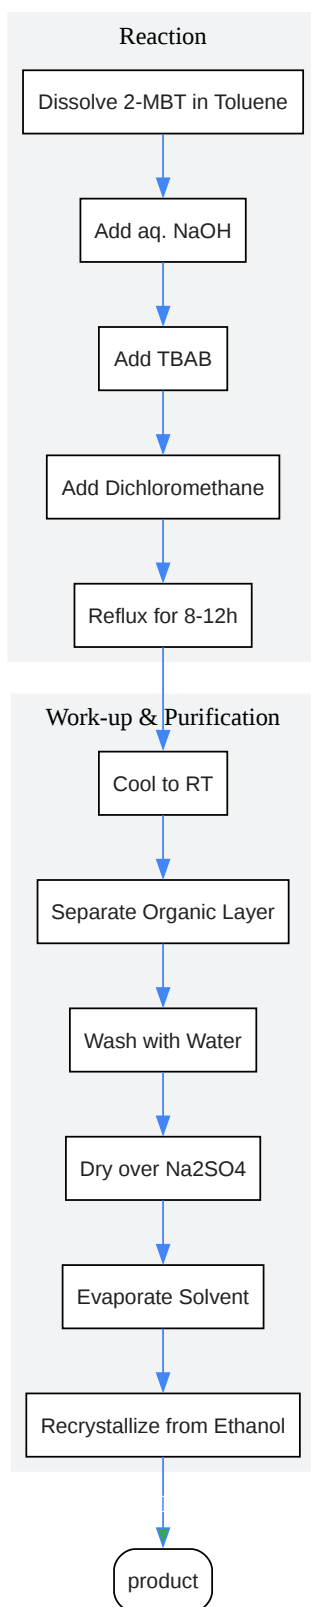 Reaction
Dissolve 2-MBT in Toluene
Add aq. NaOH
Add TBAB
Add Dichloromethane
Reflux for 8-12h
Work-up & Purification
Cool to RT
Separate Organic Layer
Wash with Water
Dry over Na2SO4
Evaporate Solvent
Recrystallize from Ethanol
product